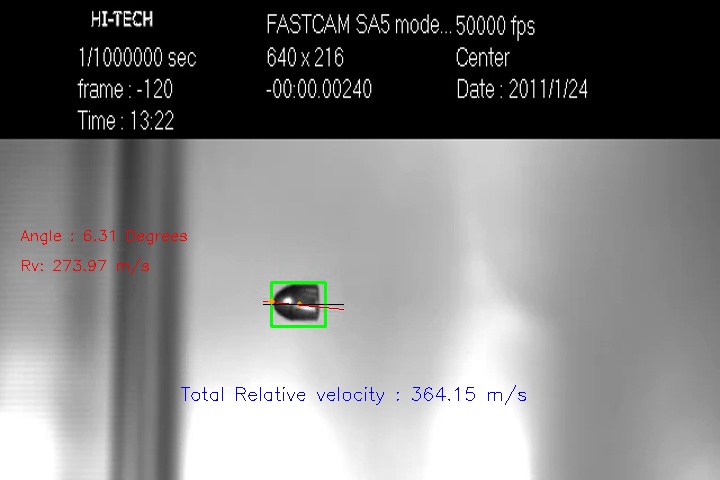 HI-TECH FASTCAM SA5 mode... 50000 fps
1/1000000 sec 640 x 216 Center
frame : -120 -00:00.00240 Date : 2011/1/24
Time : 13:22
Angle : 6.31 Degrees
Rv: 273.97 m/s
Total Relative velocity : 364.15 m/s